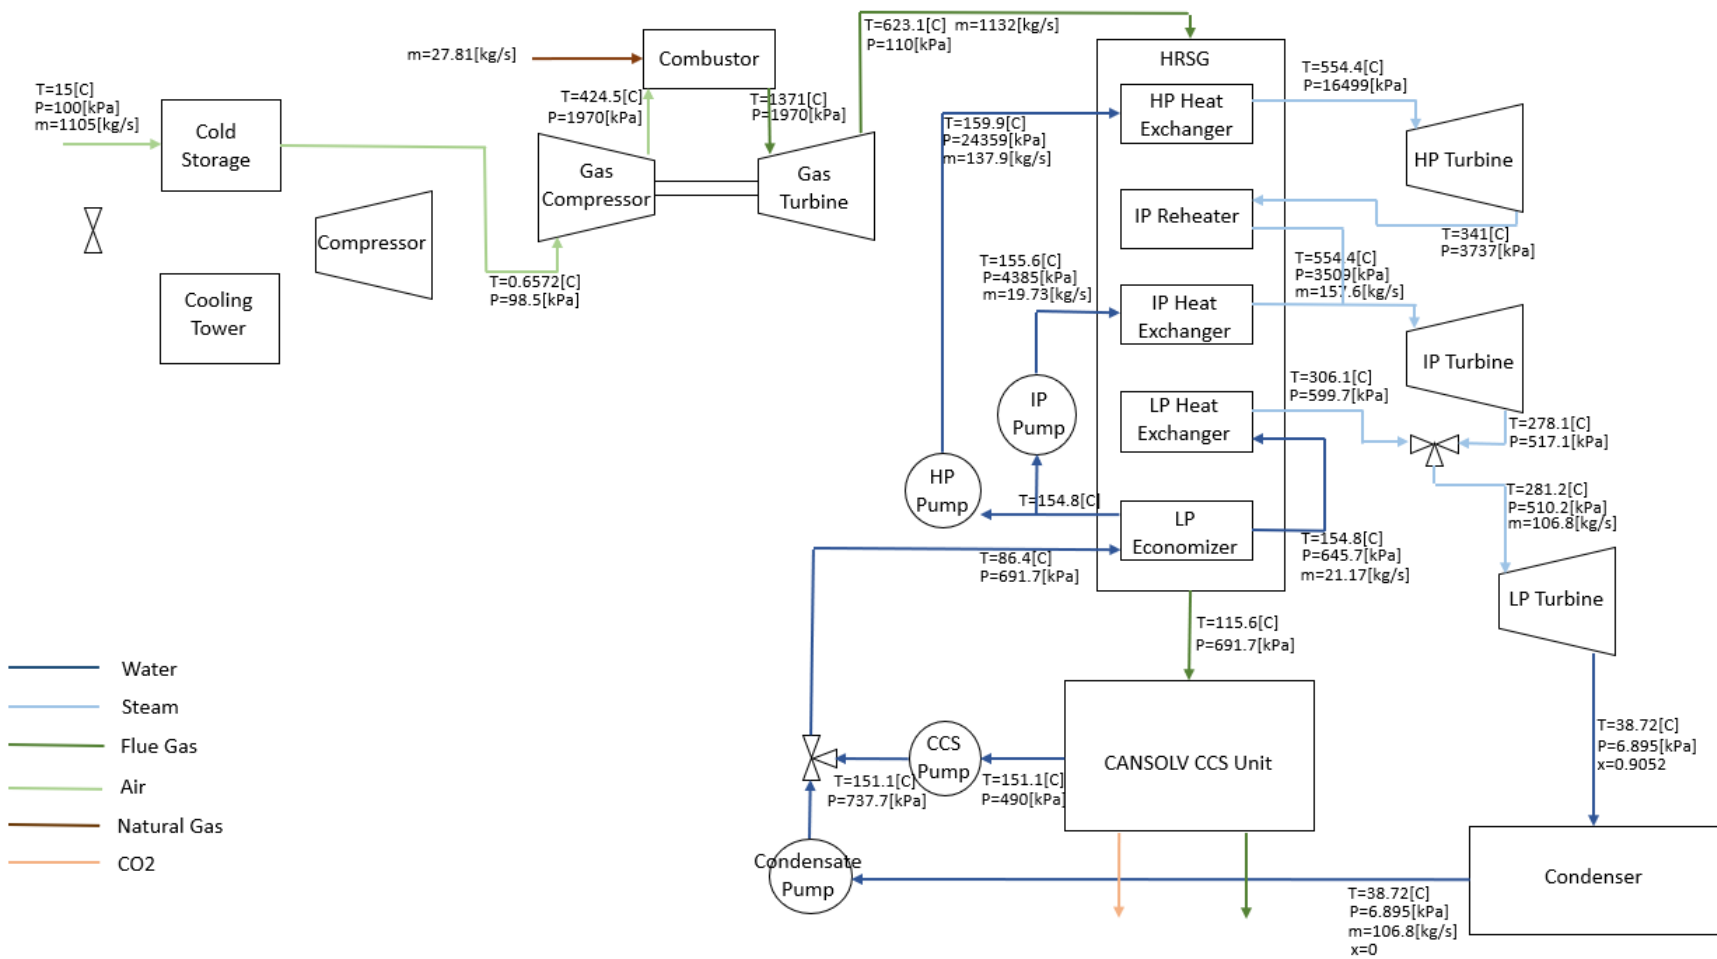 T=15[C]
P=100[kPa]
m=1105[kg/s]
Cold
Storage
Cooling
Tower
Compressor
m=27.81[kg/s]
Combustor
T=424.5[C]
P=1970[kPa]
T=1371[C]
P=1970[kPa]
Gas
Compressor
Gas
Turbine
T=0.6572[C]
P=98.5[kPa]
T=623.1[C] m=1132[kg/s]
P=110[kPa]
HRSG
HP Heat
Exchanger
T=554.4[C]
P=16499[kPa]
HP Turbine
T=159.9[C]
P=24359[kPa]
m=137.9[kg/s]
IP Reheater
T=341[C]
P=3737[kPa]
T=155.6[C]
P=4385[kPa]
m=19.73[kg/s]
IP Heat
Exchanger
T=554.4[C]
P=3509[kPa]
m=157.6[kg/s]
IP Turbine
IP
Pump
LP Heat
Exchanger
T=306.1[C]
P=599.7[kPa]
T=278.1[C]
P=517.1[kPa]
HP
Pump
T=154.8[C]
LP
Economizer
T=281.2[C]
P=510.2[kPa]
m=106.8[kg/s]
T=86.4[C]
P=691.7[kPa]
T=154.8[C]
P=645.7[kPa]
m=21.17[kg/s]
LP Turbine
T=115.6[C]
P=691.7[kPa]
Water
Steam
Flue Gas
Air
Natural Gas
CO2
CCS
Pump
T=151.1[C]
P=737.7[kPa]
T=151.1[C]
P=490[kPa]
CANSOLV CCS Unit
T=38.72[C]
P=6.895[kPa]
x=0.9052
Condensate
Pump
Condenser
T=38.72[C]
P=6.895[kPa]
m=106.8[kg/s]
x=0